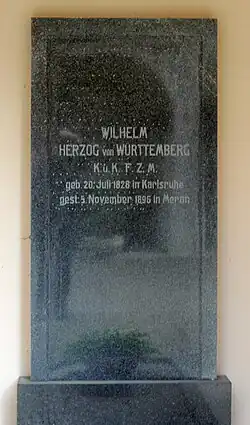 WILHELM
HERZOG von WÜRTTEMBERG
K. u. K. F. Z. M.
geb. 20. Juli 1828 in Karlsruhe
gest. 5. November 1896 in Meran